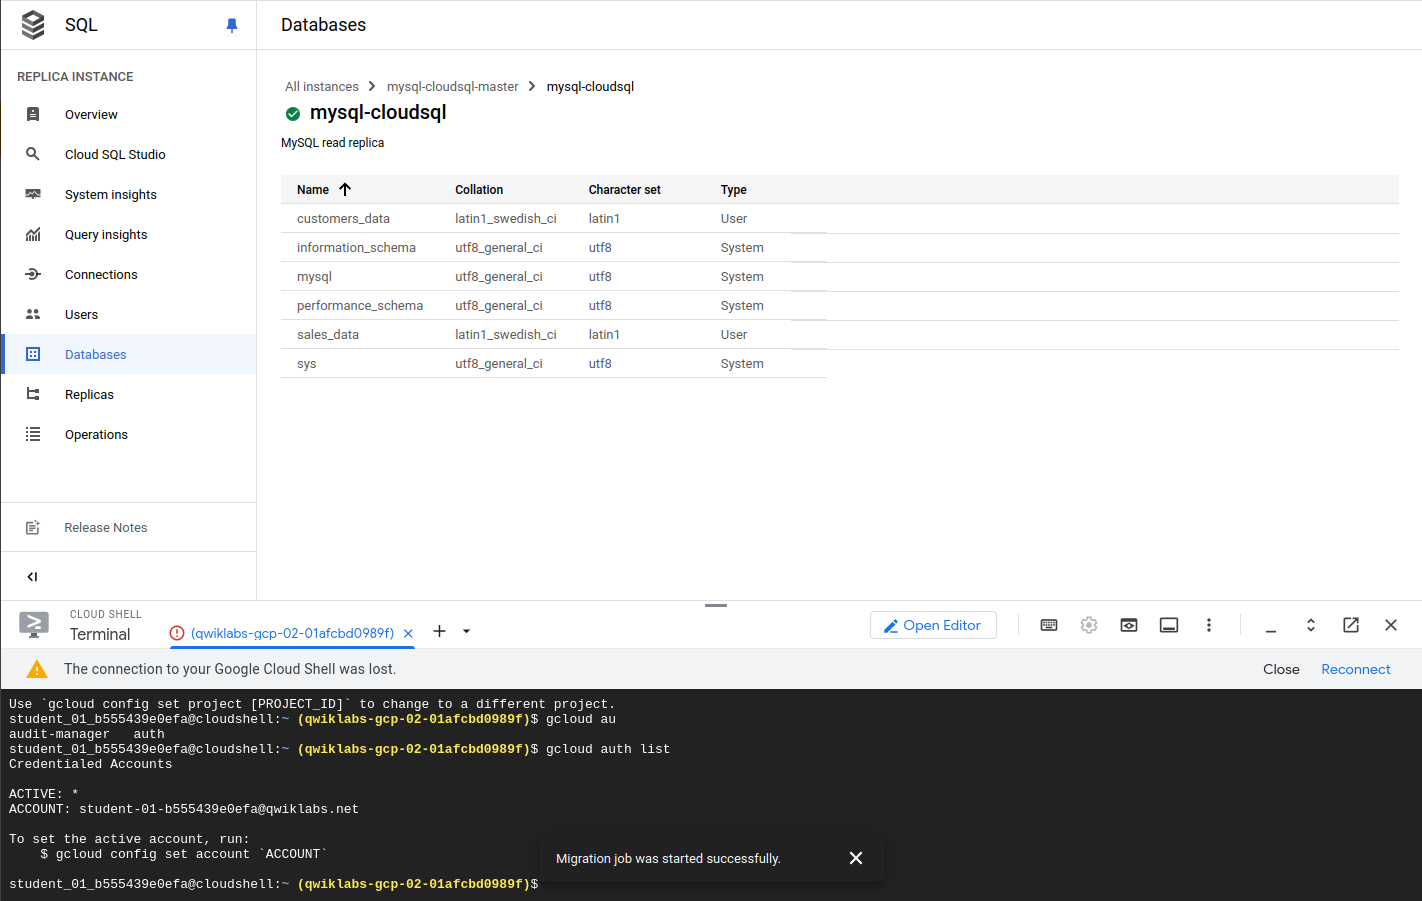 SQL
Databases
REPLICA INSTANCE
Overview
Cloud SQL Studio
System insights
Query insights
Connections
Users
Databases
Replicas
Operations
Release Notes
All instances > mysql-cloudsql-master > mysql-cloudsql
mysql-cloudsql
MySQL read replica
Name Collation Character set Type
customers_data latin1_swedish_ci latin1 User
information_schema utf8_general_ci utf8 System
mysql utf8_general_ci utf8 System
performance_schema utf8_general_ci utf8 System
sales_data latin1_swedish_ci latin1 User
sys utf8_general_ci utf8 System
CLOUD SHELL
Terminal
(qwiklabs-gcp-02-01afcbd0989f)
Open Editor
The connection to your Google Cloud Shell was lost.
Close Reconnect
Use `gcloud config set project [PROJECT_ID]` to change to a different project.
student_01_b555439e0efa@cloudshell:~ (qwiklabs-gcp-02-01afcbd0989f)$ gcloud au
audit-manager auth
student_01_b555439e0efa@cloudshell:~ (qwiklabs-gcp-02-01afcbd0989f)$ gcloud auth list
Credentialed Accounts
ACTIVE: *
ACCOUNT: student-01-b555439e0efa@qwiklabs.net
To set the active account, run:
$ gcloud config set account `ACCOUNT`
student_01_b555439e0efa@cloudshell:~ (qwiklabs-gcp-02-01afcbd0989f)$
Migration job was started successfully.